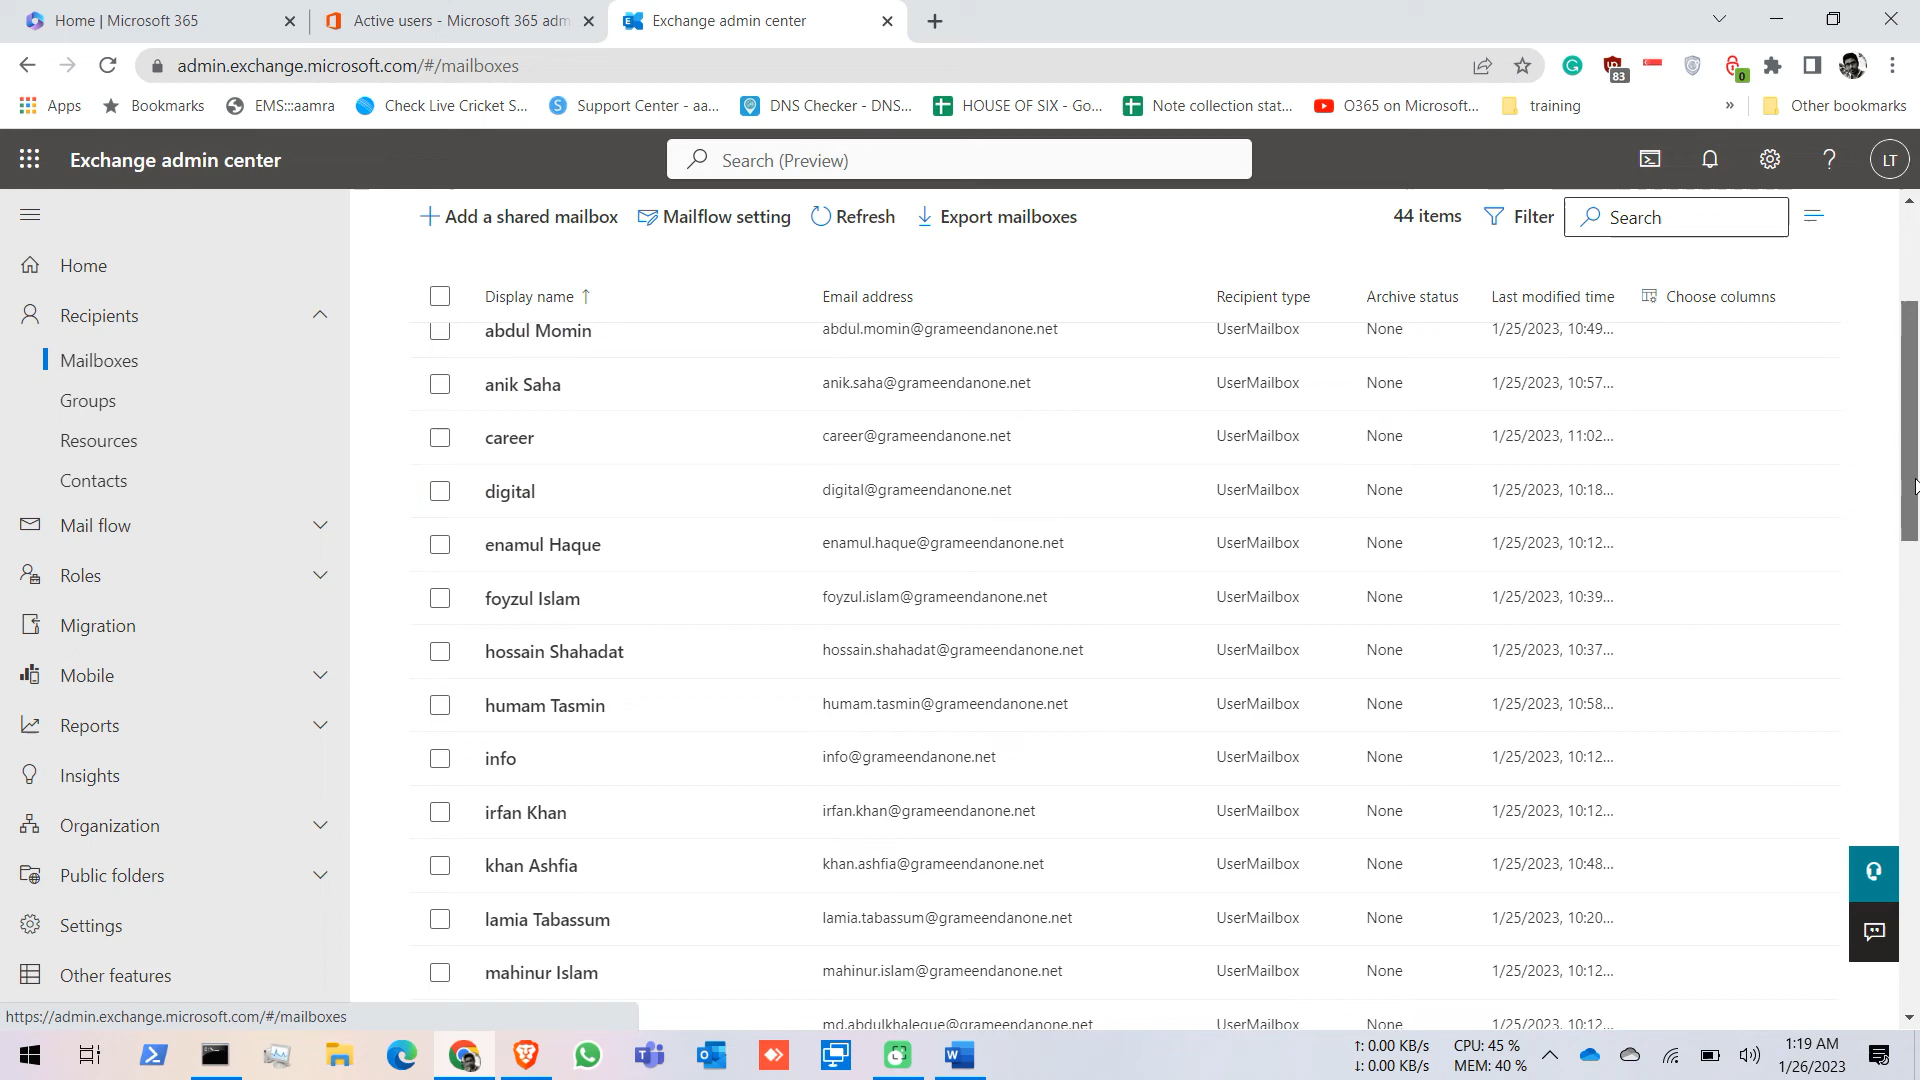 Home | Microsoft 365
Active users - Microsoft 365 adm
Exchange admin center
admin.exchange.microsoft.com/#/mailboxes
83
0
Apps
Bookmarks
EMS:::aamra
Check Live Cricket S...
Support Center - aa...
DNS Checker - DNS...
HOUSE OF SIX - Go...
Note collection stat...
O365 on Microsoft...
training
»
Other bookmarks
Exchange admin center
Search (Preview)
LT
Add a shared mailbox
Mailflow setting
Refresh
Export mailboxes
44 items
Filter
Search
Home
Recipients
Mailboxes
Groups
Resources
Contacts
Mail flow
Roles
Migration
Mobile
Reports
Insights
Organization
Public folders
Settings
Other features
Display name ↑ Email address Recipient type Archive status Last modified time Choose columns
abdul Momin abdul.momin@grameendanone.net UserMailbox None 1/25/2023, 10:49...
anik Saha anik.saha@grameendanone.net UserMailbox None 1/25/2023, 10:57...
career career@grameendanone.net UserMailbox None 1/25/2023, 11:02...
digital digital@grameendanone.net UserMailbox None 1/25/2023, 10:18...
enamul Haque enamul.haque@grameendanone.net UserMailbox None 1/25/2023, 10:12...
foyzul Islam foyzul.islam@grameendanone.net UserMailbox None 1/25/2023, 10:39...
hossain Shahadat hossain.shahadat@grameendanone.net UserMailbox None 1/25/2023, 10:37...
humam Tasmin humam.tasmin@grameendanone.net UserMailbox None 1/25/2023, 10:58...
info info@grameendanone.net UserMailbox None 1/25/2023, 10:12...
irfan Khan irfan.khan@grameendanone.net UserMailbox None 1/25/2023, 10:12...
khan Ashfia khan.ashfia@grameendanone.net UserMailbox None 1/25/2023, 10:48...
lamia Tabassum lamia.tabassum@grameendanone.net UserMailbox None 1/25/2023, 10:20...
mahinur Islam mahinur.islam@grameendanone.net UserMailbox None 1/25/2023, 10:12...
md.abdulkhaleque@grameendanone.net UserMailbox None 1/25/2023, 10:12...
https://admin.exchange.microsoft.com/#/mailboxes
↑: 0.00 KB/s
↓: 0.00 KB/s
CPU: 45 %
MEM: 40 %
1:19 AM
1/26/2023